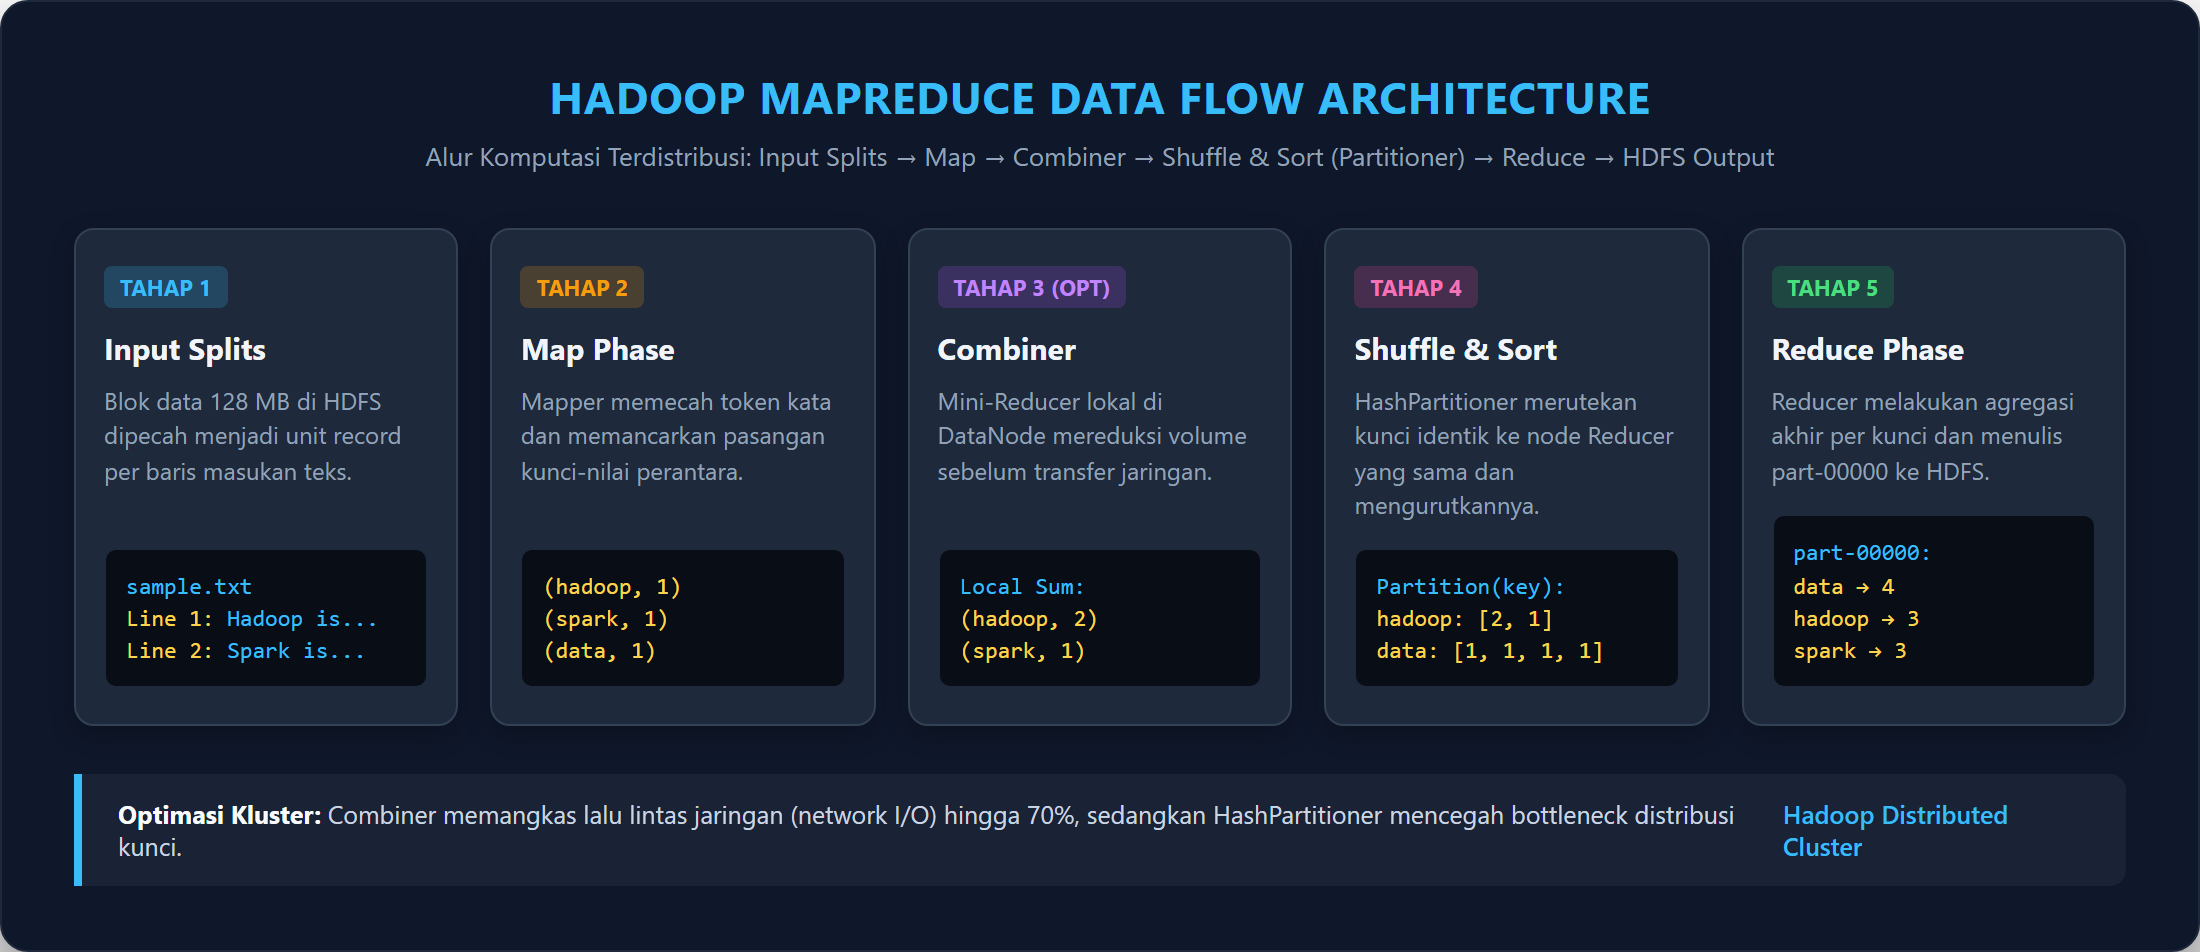 HADOOP MAPREDUCE DATA FLOW ARCHITECTURE
Alur Komputasi Terdistribusi: Input Splits → Map → Combiner → Shuffle & Sort (Partitioner) → Reduce → HDFS Output
TAHAP 1
Input Splits
Blok data 128 MB di HDFS
dipecah menjadi unit record
per baris masukan teks.
sample.txt
Line 1: Hadoop is...
Line 2: Spark is...
TAHAP 2
Map Phase
Mapper memecah token kata
dan memancarkan pasangan
kunci-nilai perantara.
(hadoop, 1)
(spark, 1)
(data, 1)
TAHAP 3 (OPT)
Combiner
Mini-Reducer lokal di
DataNode mereduksi volume
sebelum transfer jaringan.
Local Sum:
(hadoop, 2)
(spark, 1)
TAHAP 4
Shuffle & Sort
HashPartitioner merutekan
kunci identik ke node Reducer
yang sama dan
mengurutkannya.
Partition(key):
hadoop: [2, 1]
data: [1, 1, 1, 1]
TAHAP 5
Reduce Phase
Reducer melakukan agregasi
akhir per kunci dan menulis
part-00000 ke HDFS.
part-00000:
data → 4
hadoop → 3
spark → 3
Optimasi Kluster: Combiner memangkas lalu lintas jaringan (network I/O) hingga 70%, sedangkan HashPartitioner mencegah bottleneck distribusi
kunci.
Hadoop Distributed
Cluster